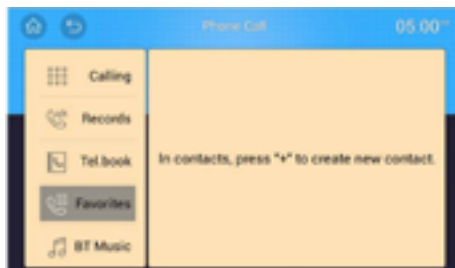 Phone Call
05:00
Calling
Records
Tel.book
Favorites
BT Music
In contacts, press "+" to create new contact.